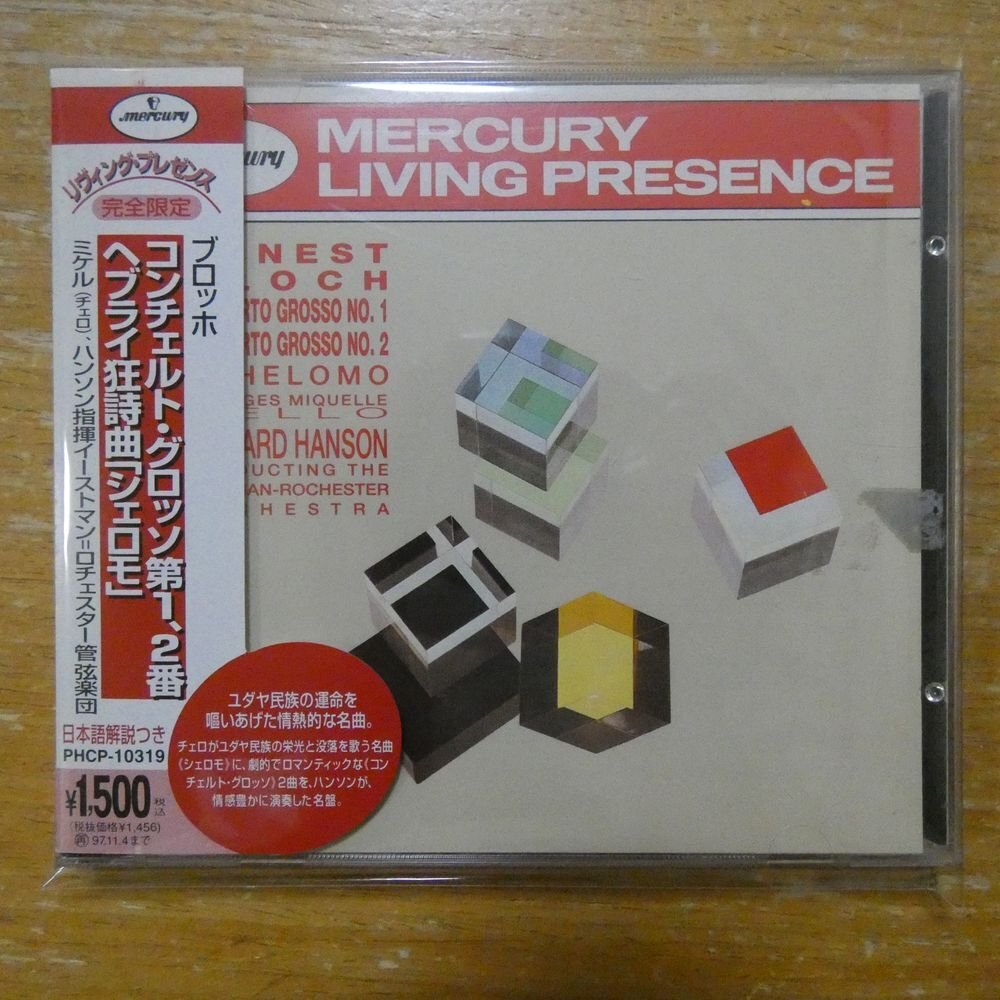 mercury
リヴィング・プレゼンス
完全限定
ブロッホ
コンチェルト・グロッソ第1、2番
ヘブライ狂詩曲「シェロモ」
ミケル(チェロ)、ハンソン指揮イーストマン=ロチェスター管弦楽団
日本語解説つき
PHCP-10319
¥1,500税込
(税抜価格¥1,456)
再 97.11.4まで
ury
MERCURY
LIVING PRESENCE
NEST
LOCH
RTO GROSSO NO. 1
RTO GROSSO NO. 2
HELOMO
GES MIQUELLE
ELLO
ARD HANSON
DUCTING THE
AN-ROCHESTER
HESTRA
ユダヤ民族の運命を
嘔いあげた情熱的な名曲。
チェロがユダヤ民族の栄光と没落を歌う名曲
《シェロモ》に、劇的でロマンティックな《コン
チェルト・グロッソ》2曲を、ハンソンが、
情感豊かに演奏した名盤。